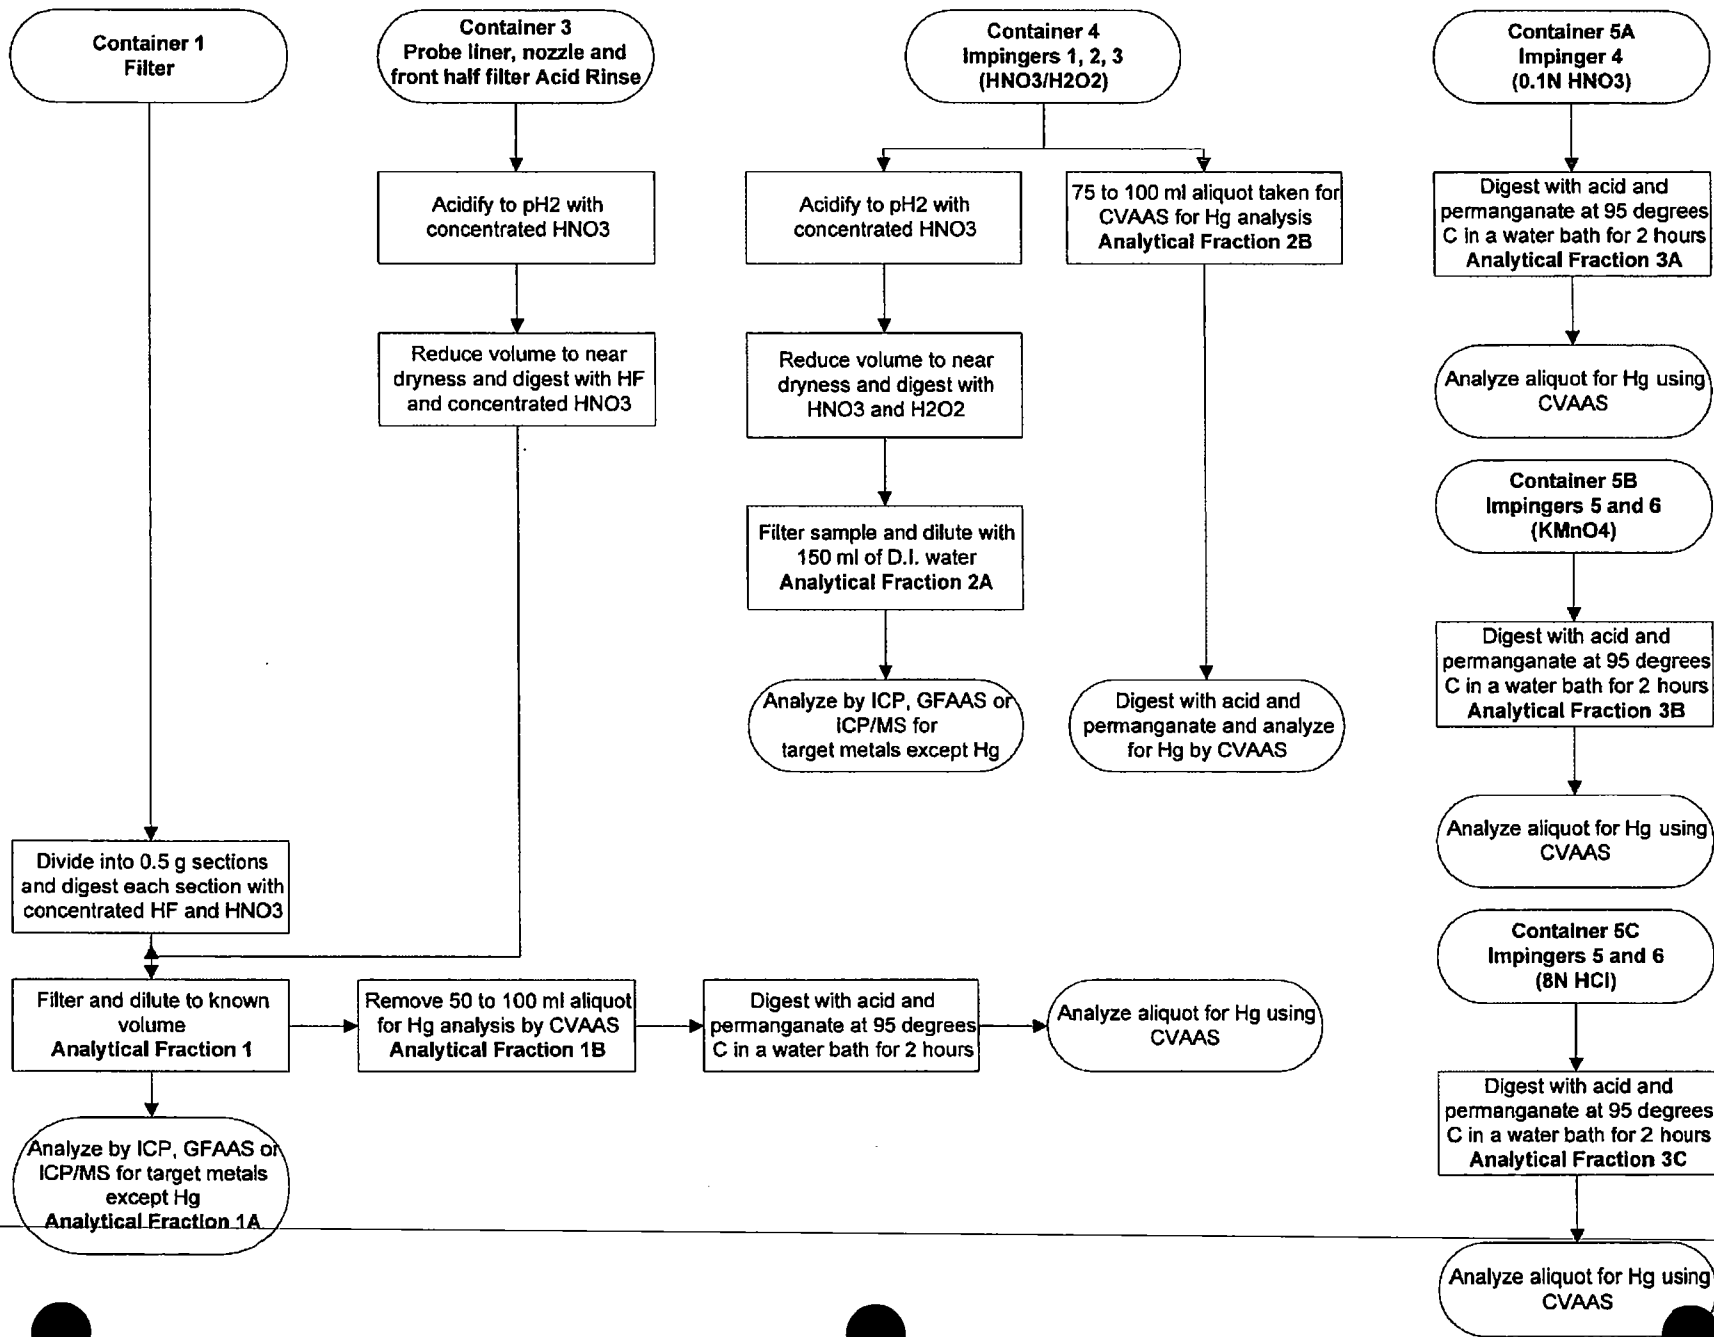 Container 1
Filter
Container 3
Probe liner, nozzle and
front half filter Acid Rinse
Container 4
Impingers 1, 2, 3
(HNO3/H2O2)
Container 5A
Impinger 4
(0.1N HNO3)
Acidify to pH2 with
concentrated HNO3
Acidify to pH2 with
concentrated HNO3
75 to 100 ml aliquot taken for
CVAAS for Hg analysis
Analytical Fraction 2B
Digest with acid and
permanganate at 95 degrees
C in a water bath for 2 hours
Analytical Fraction 3A
Reduce volume to near
dryness and digest with HF
and concentrated HNO3
Reduce volume to near
dryness and digest with
HNO3 and H2O2
Analyze aliquot for Hg using
CVAAS
Container 5B
Impingers 5 and 6
(KMnO4)
Filter sample and dilute with
150 ml of D.I. water
Analytical Fraction 2A
Digest with acid and
permanganate at 95 degrees
C in a water bath for 2 hours
Analytical Fraction 3B
Analyze by ICP, GFAAS or
ICP/MS for
target metals except Hg
Digest with acid and
permanganate and analyze
for Hg by CVAAS
Analyze aliquot for Hg using
CVAAS
Divide into 0.5 g sections
and digest each section with
concentrated HF and HNO3
Container 5C
Impingers 5 and 6
(8N HCl)
Filter and dilute to known
volume
Analytical Fraction 1
Remove 50 to 100 ml aliquot
for Hg analysis by CVAAS
Analytical Fraction 1B
Digest with acid and
permanganate at 95 degrees
C in a water bath for 2 hours
Analyze aliquot for Hg using
CVAAS
Digest with acid and
permanganate at 95 degrees
C in a water bath for 2 hours
Analytical Fraction 3C
Analyze by ICP, GFAAS or
ICP/MS for target metals
except Hg
Analytical Fraction 1A
Analyze aliquot for Hg using
CVAAS